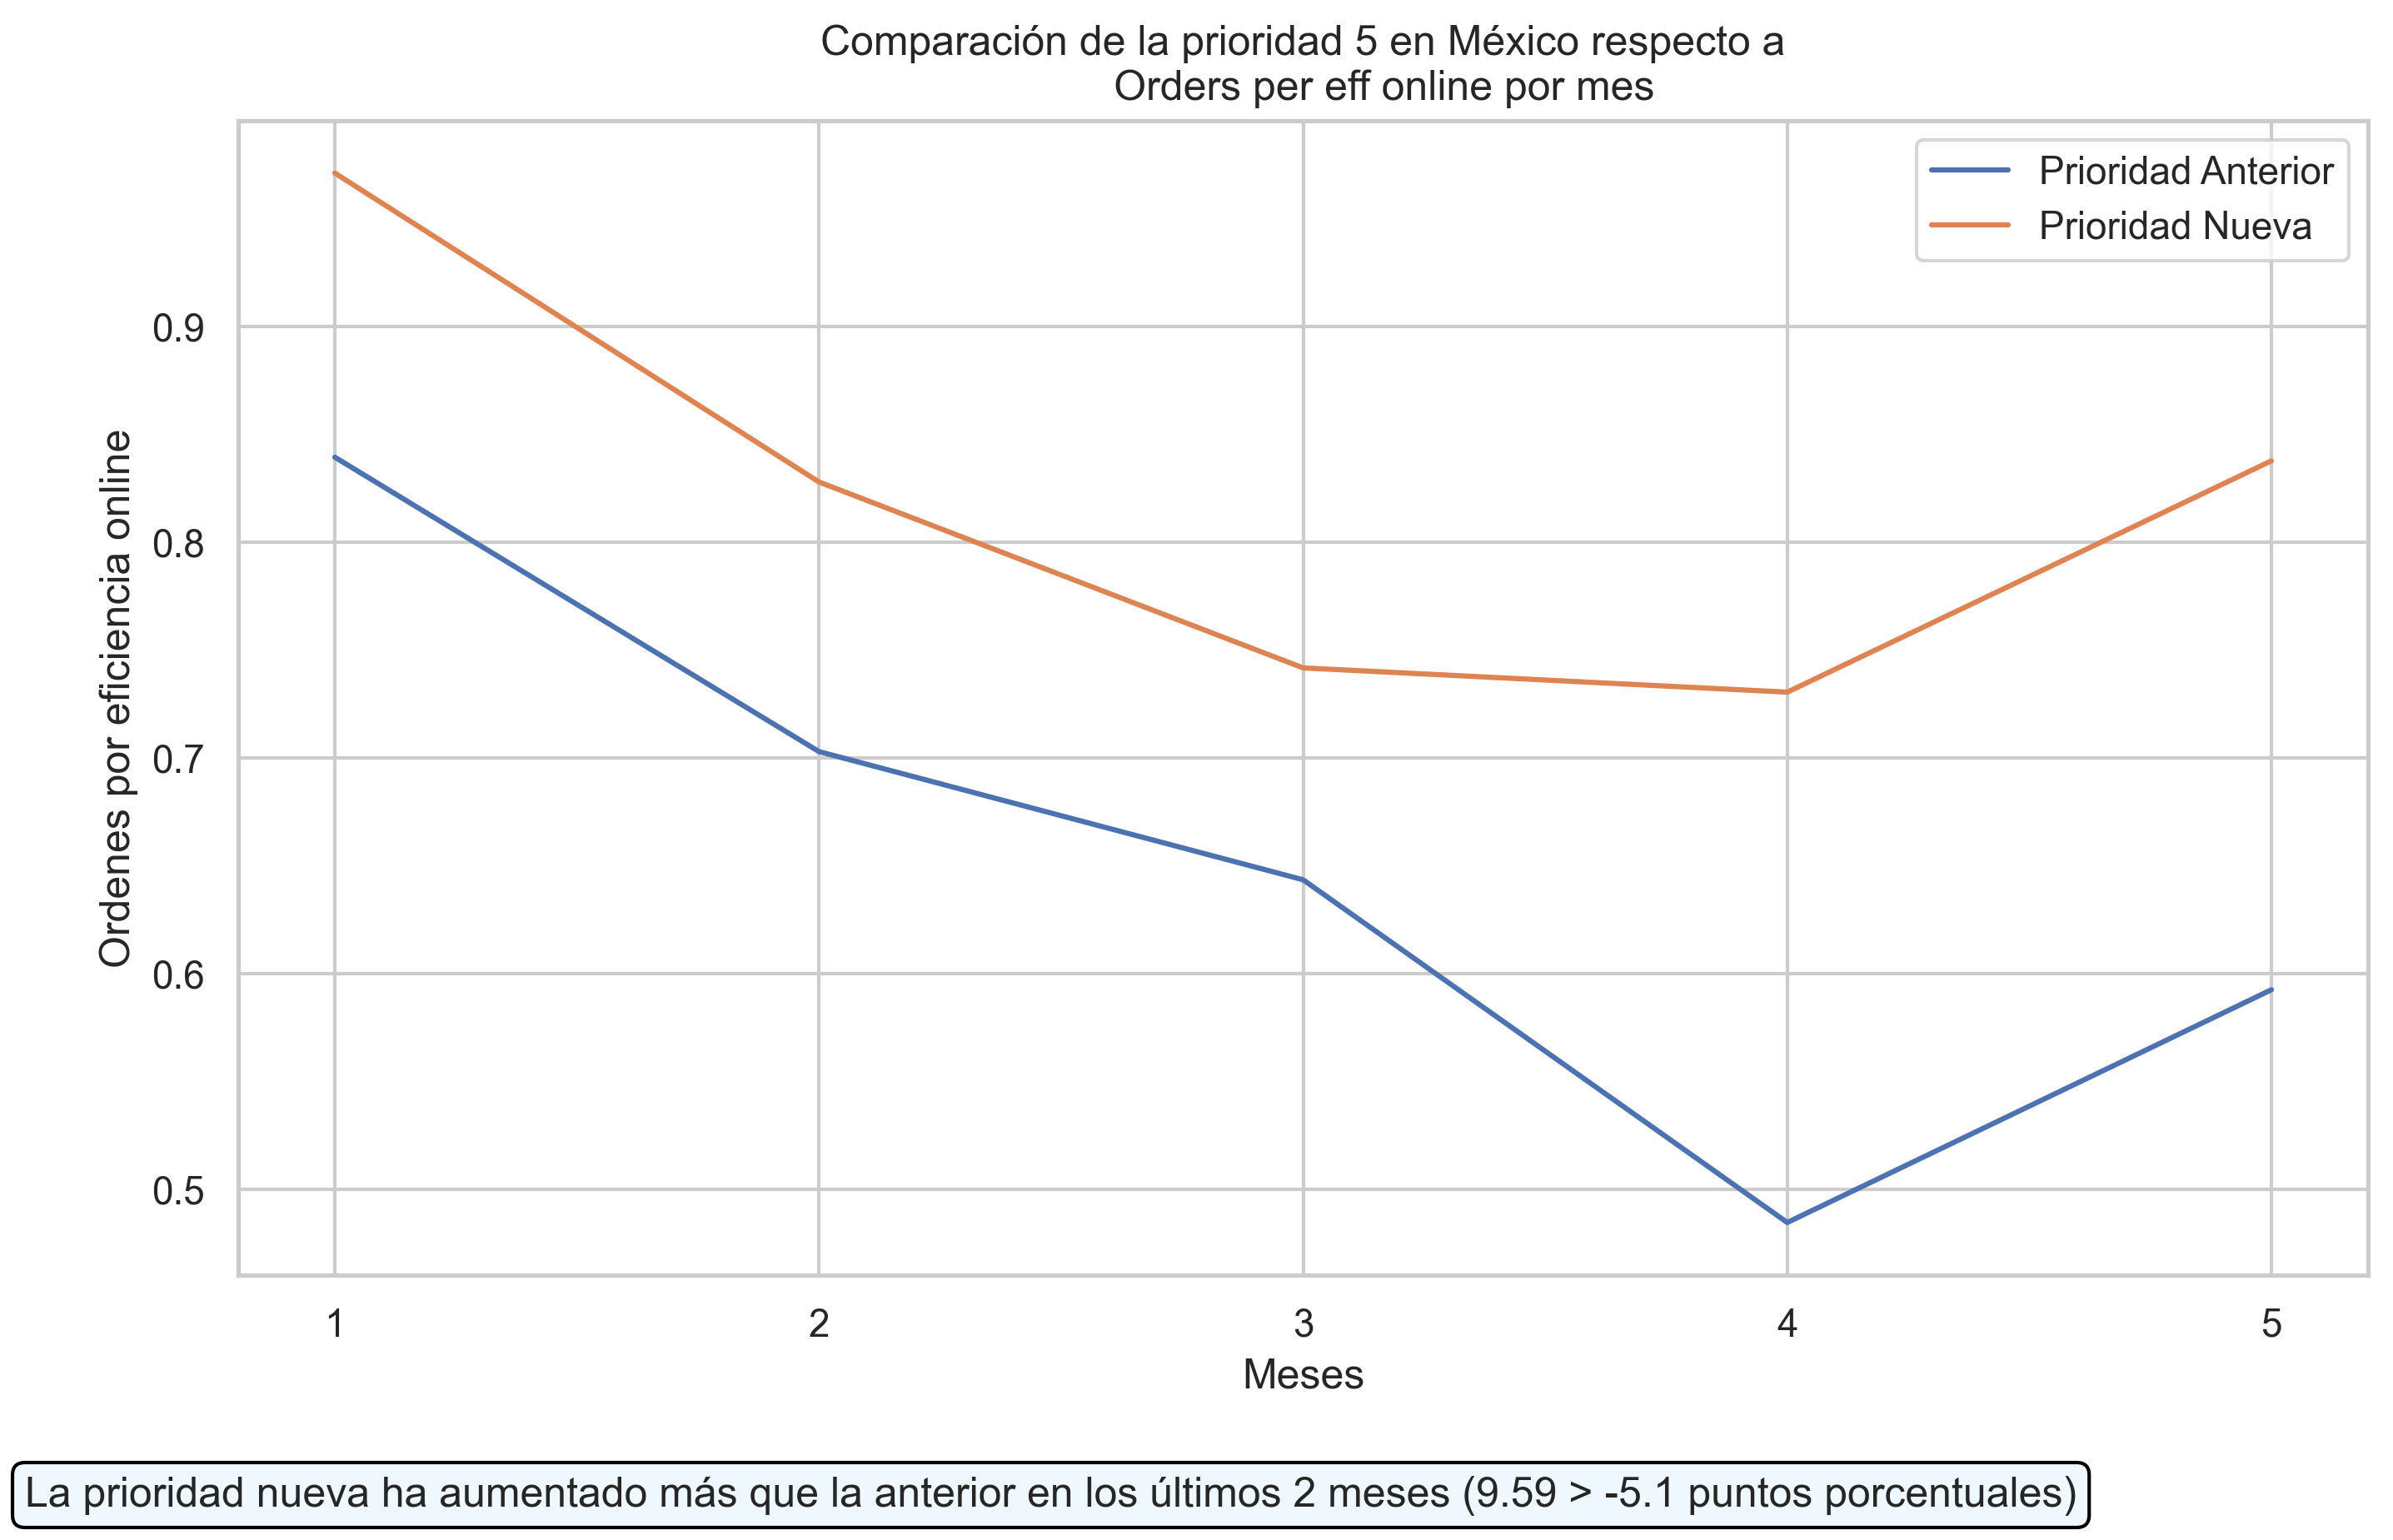 Comparación de la prioridad 5 en México respecto a
Orders per eff online por mes
Prioridad Anterior
Prioridad Nueva
Ordenes por eficiencia online
0.9
0.8
0.7
0.6
0.5
1 2 3 4 5
Meses
La prioridad nueva ha aumentado más que la anterior en los últimos 2 meses (9.59 > -5.1 puntos porcentuales)